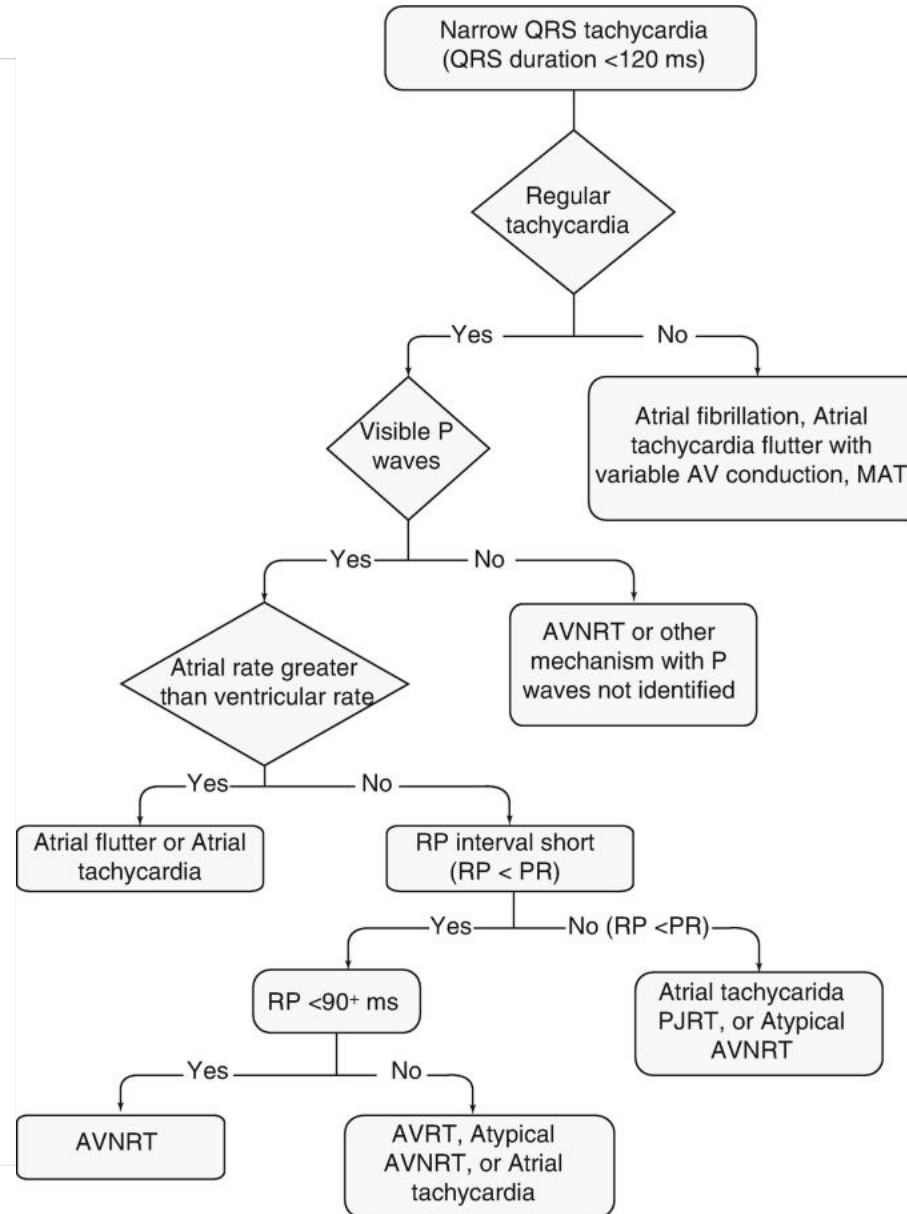 Narrow QRS tachycardia
(QRS duration <120 ms)
Regular
tachycardia
Yes
No
Visible P
waves
Atrial fibrillation, Atrial
tachycardia flutter with
variable AV conduction, MAT
Yes
No
Atrial rate greater
than ventricular rate
AVNRT or other
mechanism with P
waves not identified
Yes
No
Atrial flutter or Atrial
tachycardia
RP interval short
(RP < PR)
Yes
No (RP <PR)
RP <90⁺ ms
Atrial tachycarida
PJRT, or Atypical
AVNRT
Yes
No
AVNRT
AVRT, Atypical
AVNRT, or Atrial
tachycardia